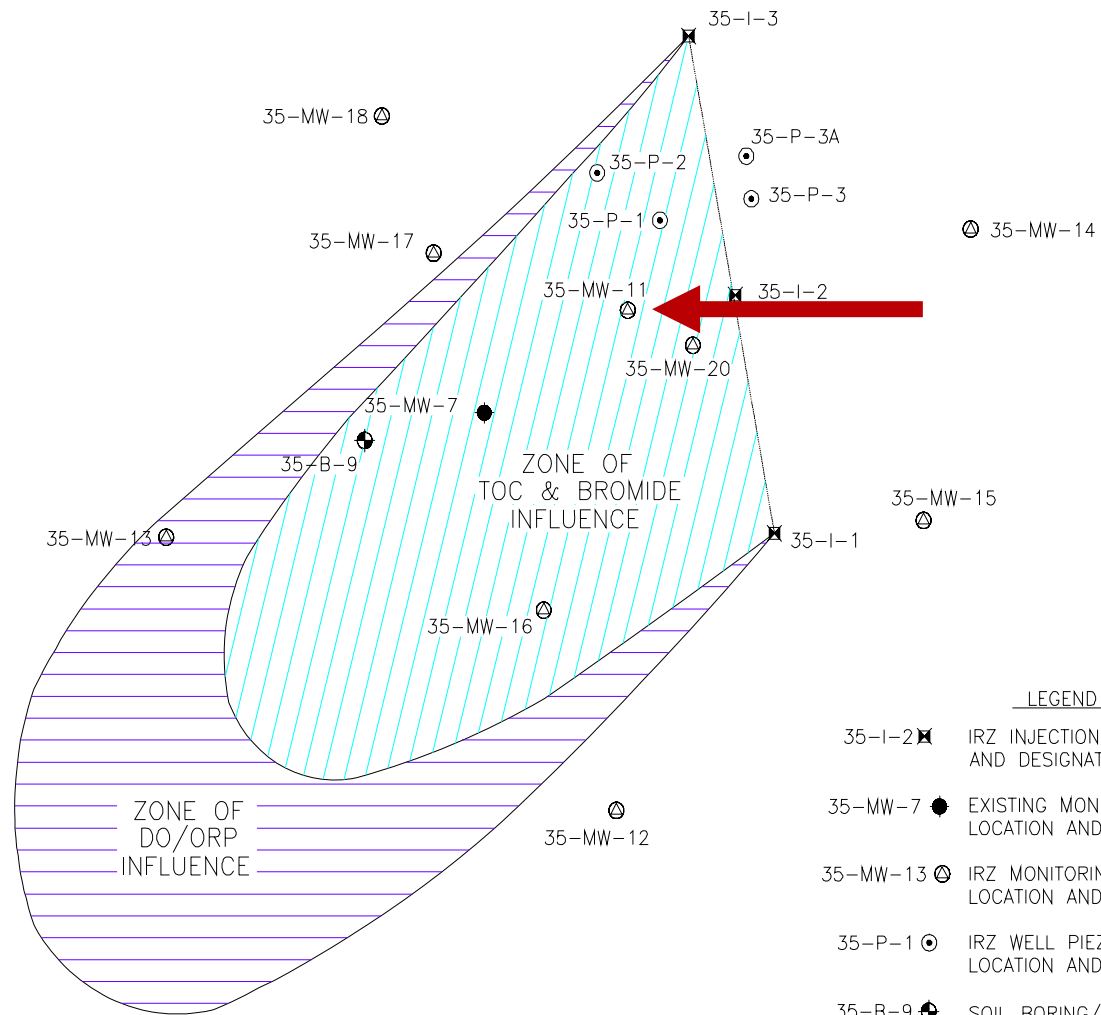 35-I-3
35-MW-18
35-P-3A
35-P-2
35-P-3
35-P-1
35-MW-14
35-MW-17
35-MW-11
35-I-2
35-MW-20
35-MW-7
35-B-9
ZONE OF
TOC & BROMIDE
INFLUENCE
35-MW-15
35-MW-13
35-I-1
35-MW-16
LEGEND
35-I-2 IRZ INJECTION
AND DESIGNAT
ZONE OF
DO/ORP
INFLUENCE
35-MW-7 EXISTING MON
LOCATION AND
35-MW-12
35-MW-13 IRZ MONITORIN
LOCATION AND
35-P-1 IRZ WELL PIEZ
LOCATION AND
35-B-9 SOIL BORING/